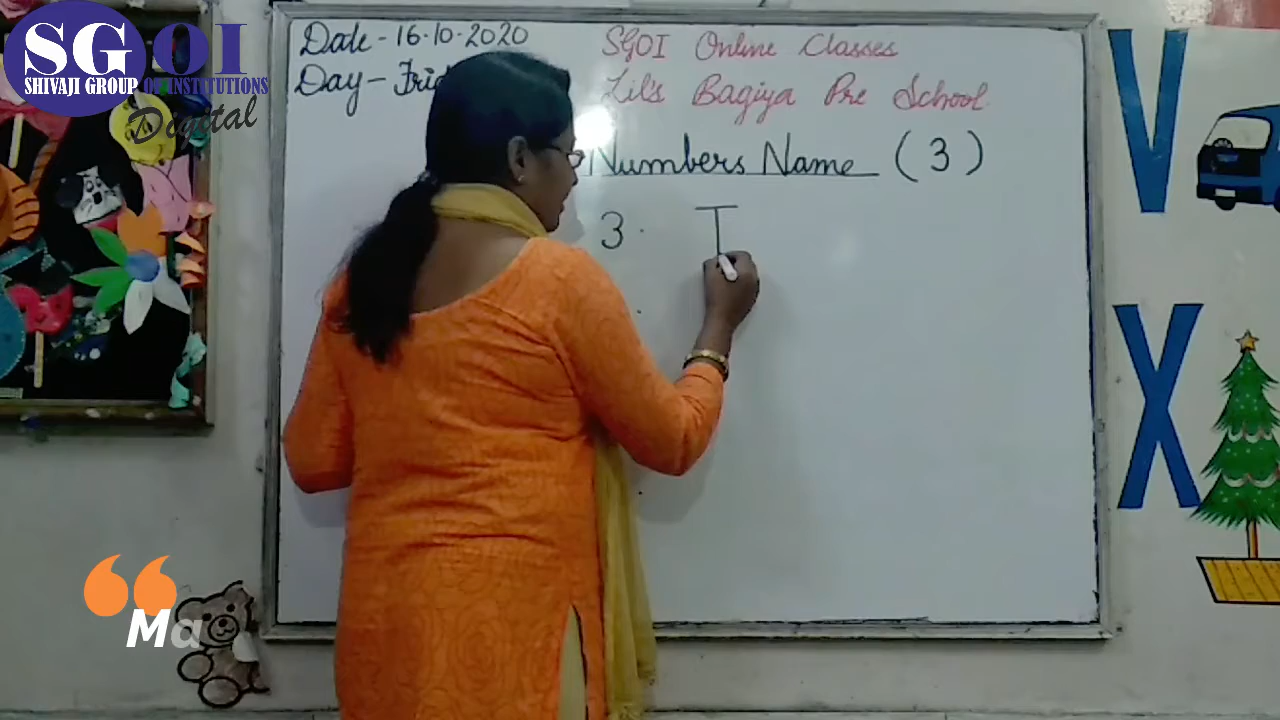 SGOI
SHIVAJI GROUP OF INSTITUTIONS
Digital
Date - 16.10.2020
Day -
SGOI Online Classes
Lil's Bagiya Pre School
Numbers Name (3)
3. T
V
X
Ma